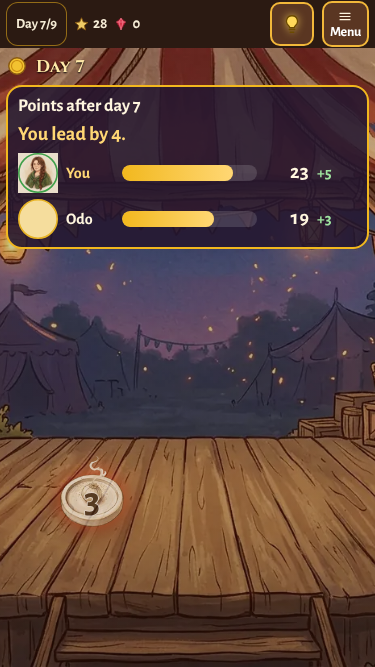 Day 7/9
28
0
Menu
DAY 7
Points after day 7
You lead by 4.
You
23 +5
Odo
19 +3
3